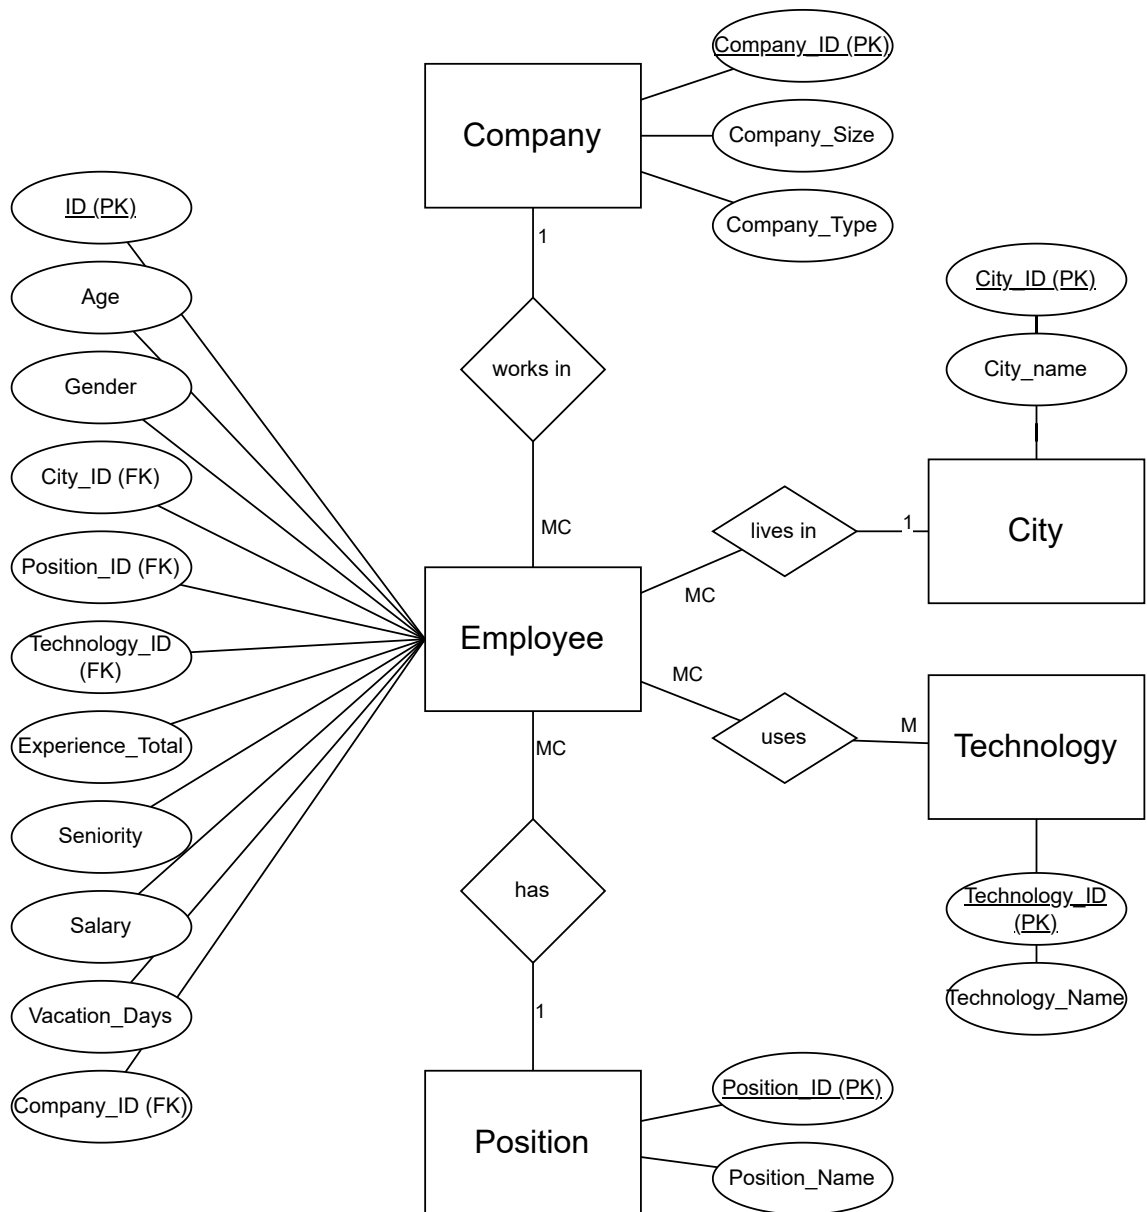 Company_ID (PK)
Company
Company_Size
Company_Type
ID (PK)
1
Age
City_ID (PK)
works in
City_name
Gender
City_ID (FK)
MC
lives in
1
City
Position_ID (FK)
MC
Employee
Technology_ID
(FK)
MC
uses
M
Technology
Experience_Total
MC
Seniority
has
Technology_ID
(PK)
Salary
Technology_Name
Vacation_Days
1
Company_ID (FK)
Position_ID (PK)
Position
Position_Name